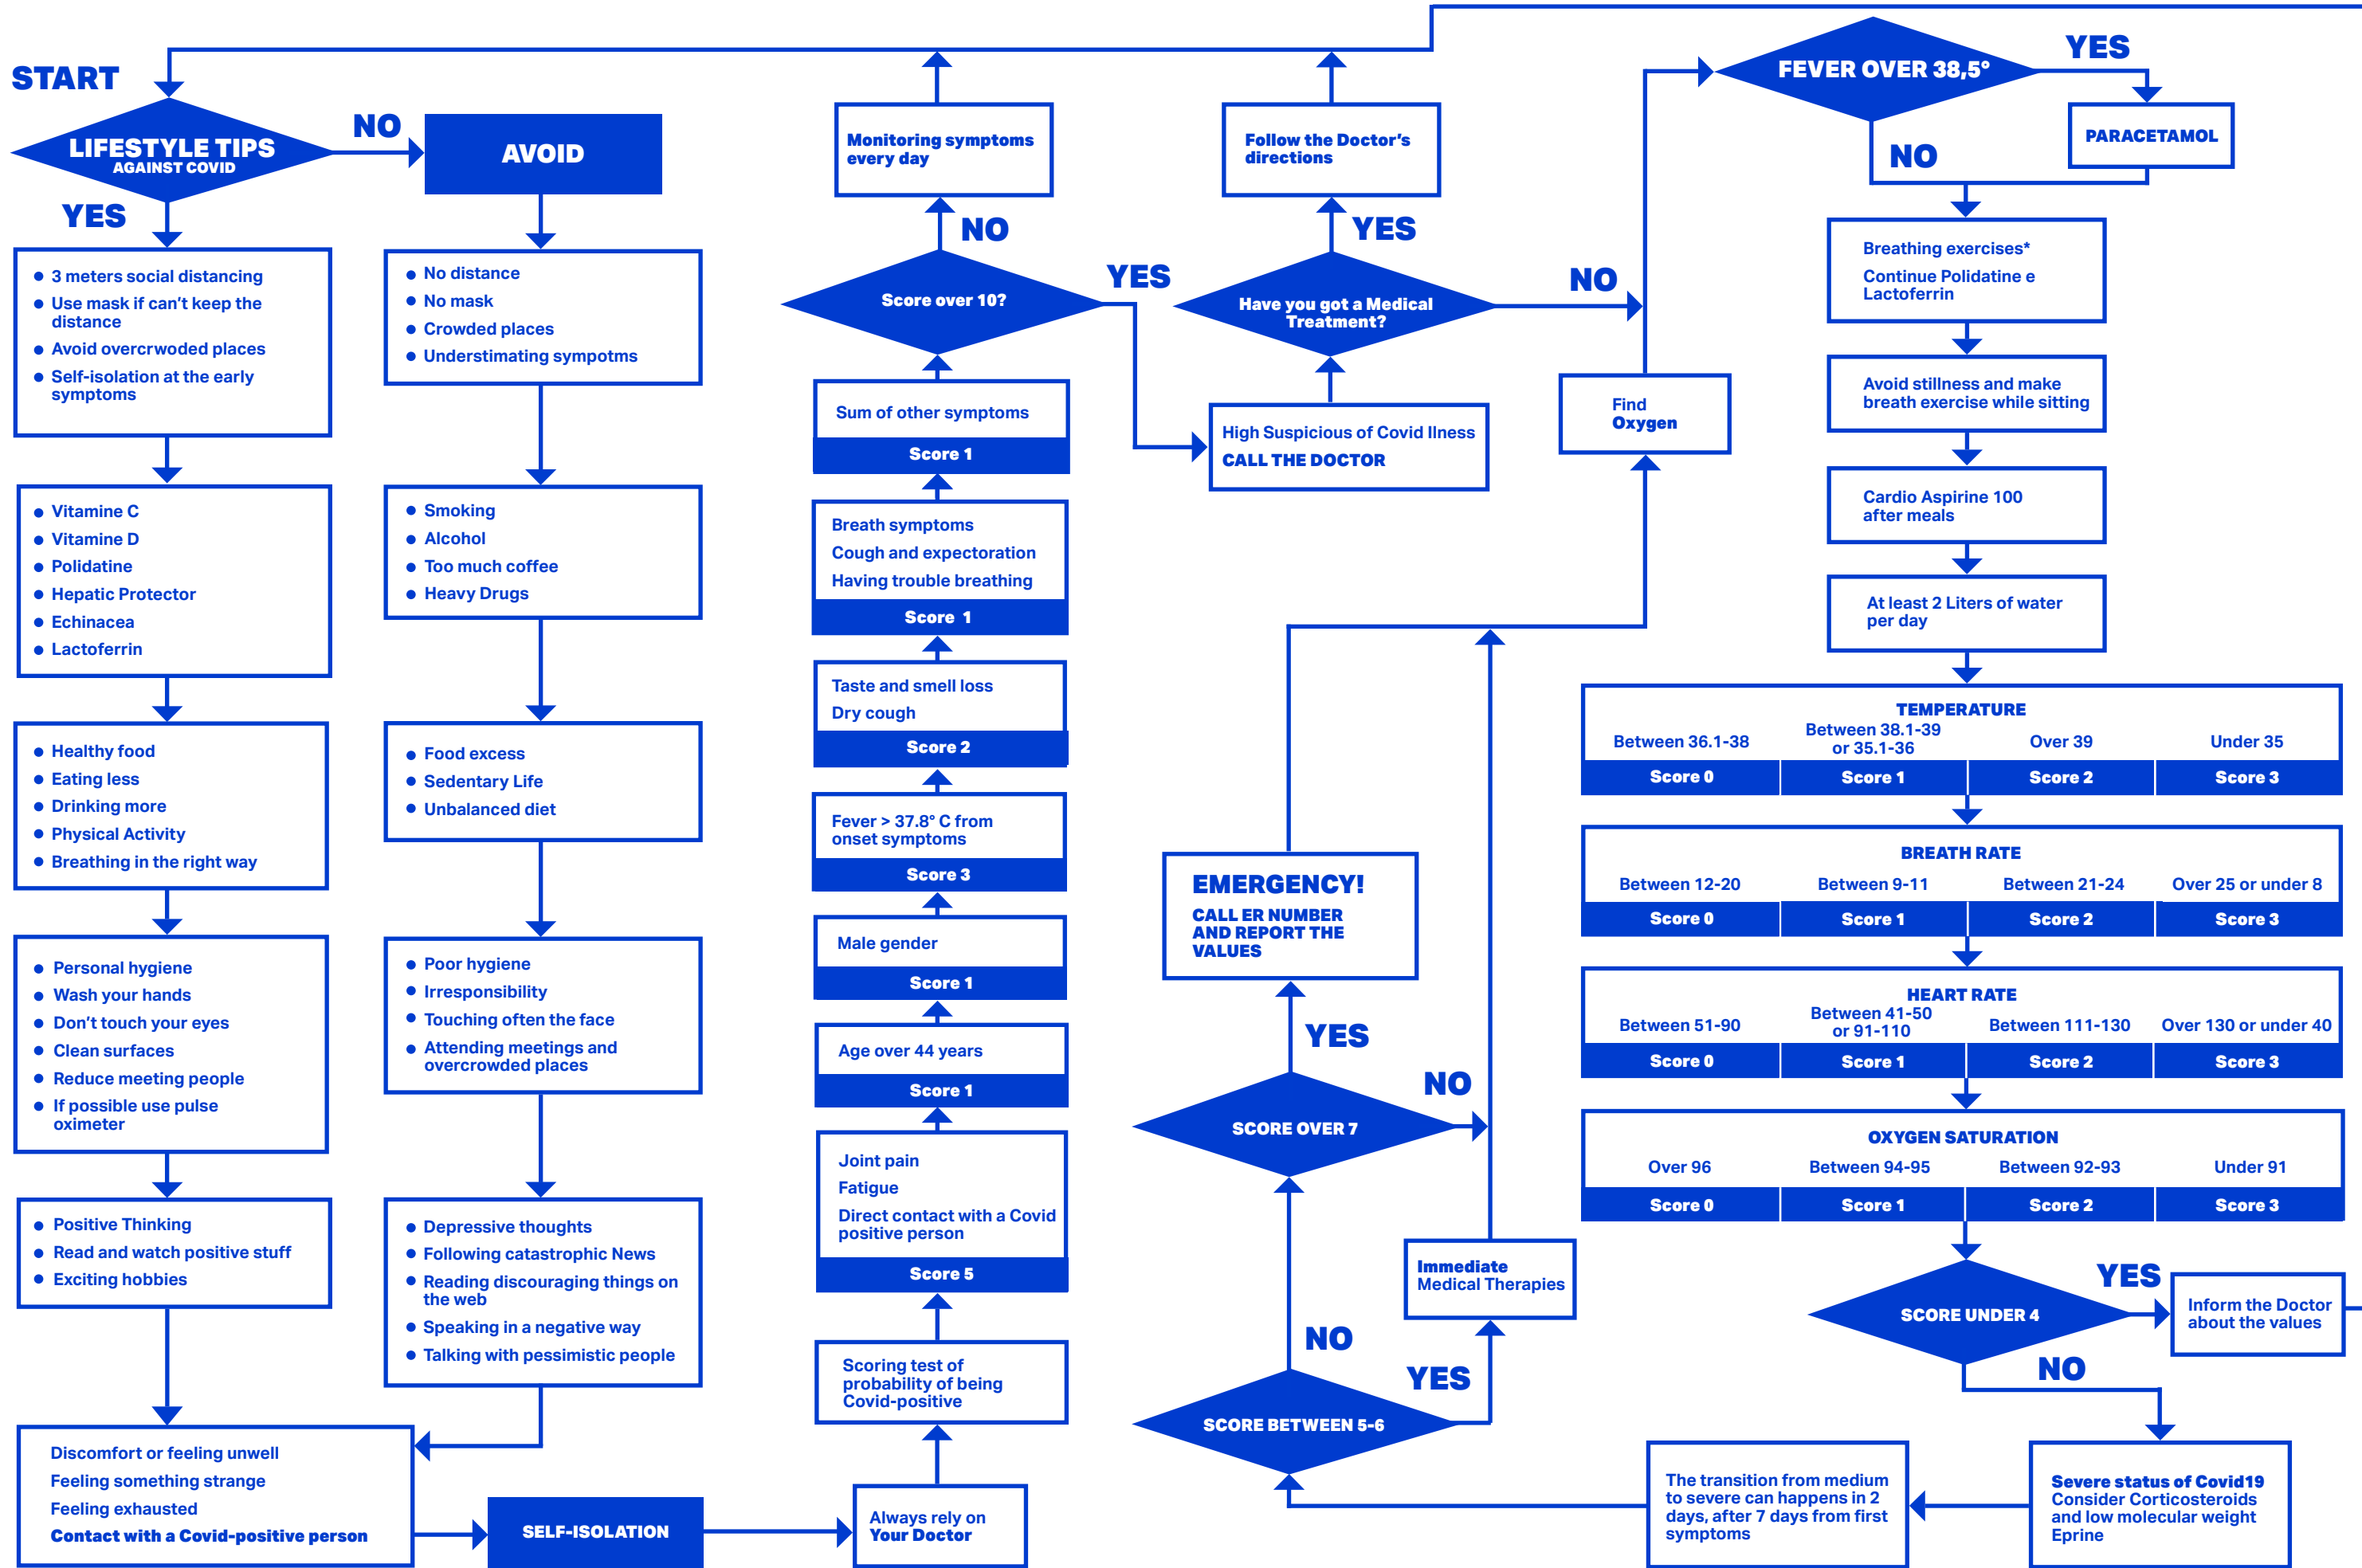 START
LIFESTYLE TIPS
AGAINST COVID
NO
AVOID
YES
3 meters social distancing
Use mask if can't keep the
distance
Avoid overcrwoded places
Self-isolation at the early
symptoms
Vitamine C
Vitamine D
Polidatine
Hepatic Protector
Echinacea
Lactoferrin
Healthy food
Eating less
Drinking more
Physical Activity
Breathing in the right way
Personal hygiene
Wash your hands
Don't touch your eyes
Clean surfaces
Reduce meeting people
If possible use pulse
oximeter
Positive Thinking
Read and watch positive stuff
Exciting hobbies
No distance
No mask
Crowded places
Understimating sympotms
Smoking
Alcohol
Too much coffee
Heavy Drugs
Food excess
Sedentary Life
Unbalanced diet
Poor hygiene
Irresponsibility
Touching often the face
Attending meetings and
overcrowded places
Depressive thoughts
Following catastrophic News
Reading discouraging things on
the web
Speaking in a negative way
Talking with pessimistic people
Discomfort or feeling unwell
Feeling something strange
Feeling exhausted
Contact with a Covid-positive person
SELF-ISOLATION
Always rely on
Your Doctor
Scoring test of
probability of being
Covid-positive
Joint pain
Fatigue
Direct contact with a Covid
positive person
Score 5
Age over 44 years
Score 1
Male gender
Score 1
Fever > 37.8° C from
onset symptoms
Score 3
Taste and smell loss
Dry cough
Score 2
Breath symptoms
Cough and expectoration
Having trouble breathing
Score 1
Sum of other symptoms
Score 1
Score over 10?
NO
Monitoring symptoms
every day
YES
High Suspicious of Covid Ilness
CALL THE DOCTOR
Have you got a Medical
Treatment?
YES
Follow the Doctor's
directions
NO
Find
Oxygen
FEVER OVER 38,5°
YES
PARACETAMOL
NO
Breathing exercises*
Continue Polidatine e
Lactoferrin
Avoid stillness and make
breath exercise while sitting
Cardio Aspirine 100
after meals
At least 2 Liters of water
per day
TEMPERATURE
Between 36.1-38
Between 38.1-39
or 35.1-36
Over 39
Under 35
Score 0
Score 1
Score 2
Score 3
BREATH RATE
Between 12-20
Between 9-11
Between 21-24
Over 25 or under 8
Score 0
Score 1
Score 2
Score 3
HEART RATE
Between 51-90
Between 41-50
or 91-110
Between 111-130
Over 130 or under 40
Score 0
Score 1
Score 2
Score 3
OXYGEN SATURATION
Over 96
Between 94-95
Between 92-93
Under 91
Score 0
Score 1
Score 2
Score 3
SCORE UNDER 4
YES
Inform the Doctor
about the values
NO
Severe status of Covid19
Consider Corticosteroids
and low molecular weight
Eprine
The transition from medium
to severe can happens in 2
days, after 7 days from first
symptoms
SCORE BETWEEN 5-6
YES
Immediate
Medical Therapies
NO
SCORE OVER 7
NO
YES
EMERGENCY!
CALL ER NUMBER
AND REPORT THE
VALUES